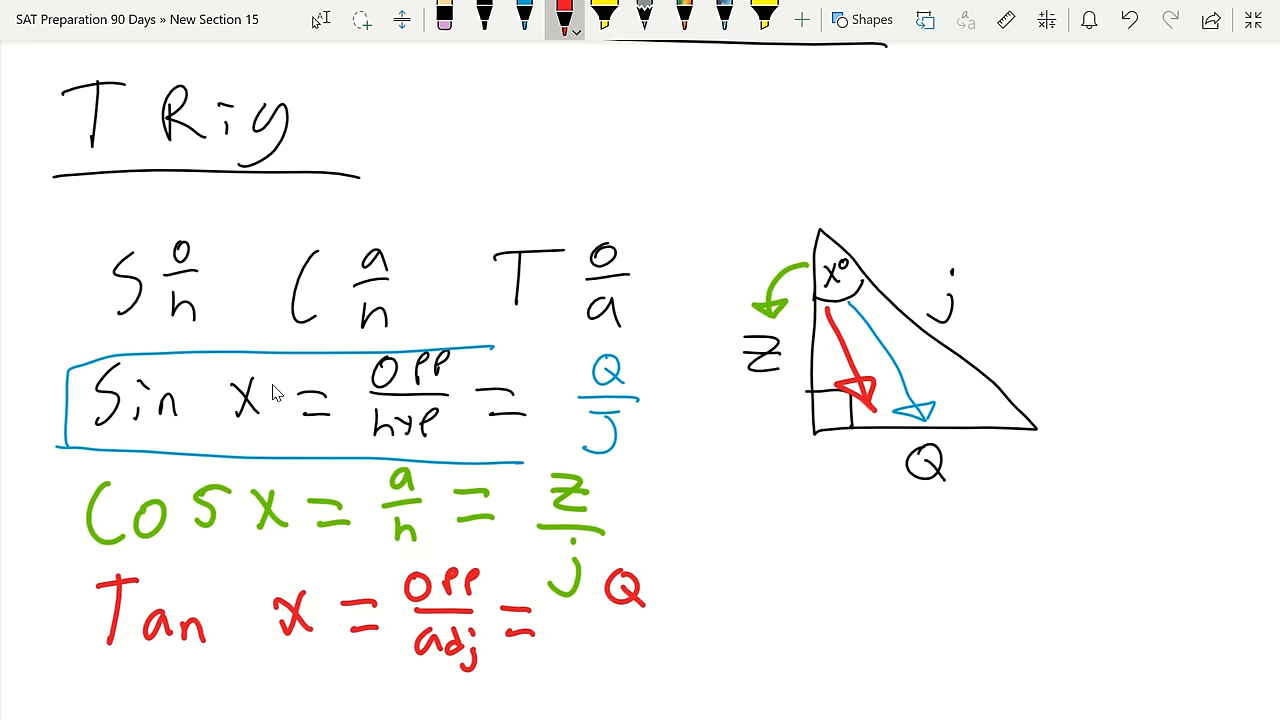 SAT Preparation 90 Days » New Section 15
Shapes
TRig
S o/h C a/h T o/a
Sin x = opp/hyp = Q/J
Cos x = a/h = z/j
Tan x = opp/adj = Q
x°
j
z
Q